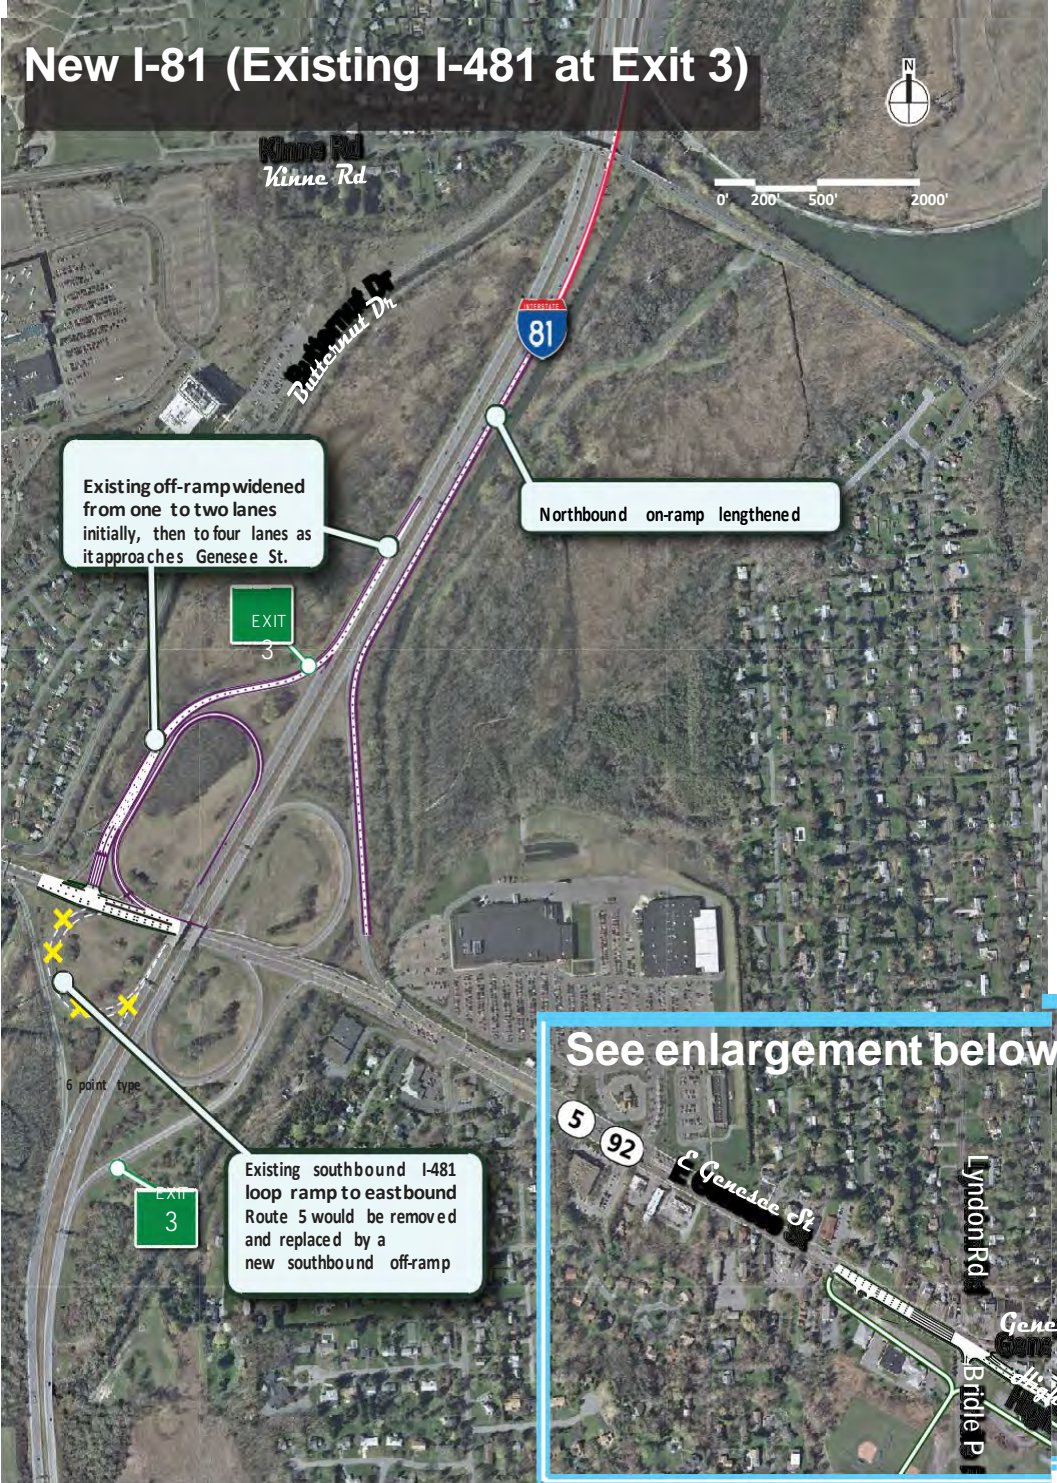 New I-81 (Existing I-481 at Exit 3)
N
Kinne Rd
Kinne Rd
0' 200' 500' 2000'
Butternut Dr
Butternut Dr
INTERSTATE
81
Existing off-ramp widened
from one to two lanes
initially, then to four lanes as
it approaches Genesee St.
Northbound on-ramp lengthened
EXIT
3
6 point type
Existing southbound I-481
loop ramp to eastbound
Route 5 would be removed
and replaced by a
new southbound off-ramp
EXIT
3
See enlargement below
5
92
E Genesee St
Lyndon Rd
Gene
Bridle P
High